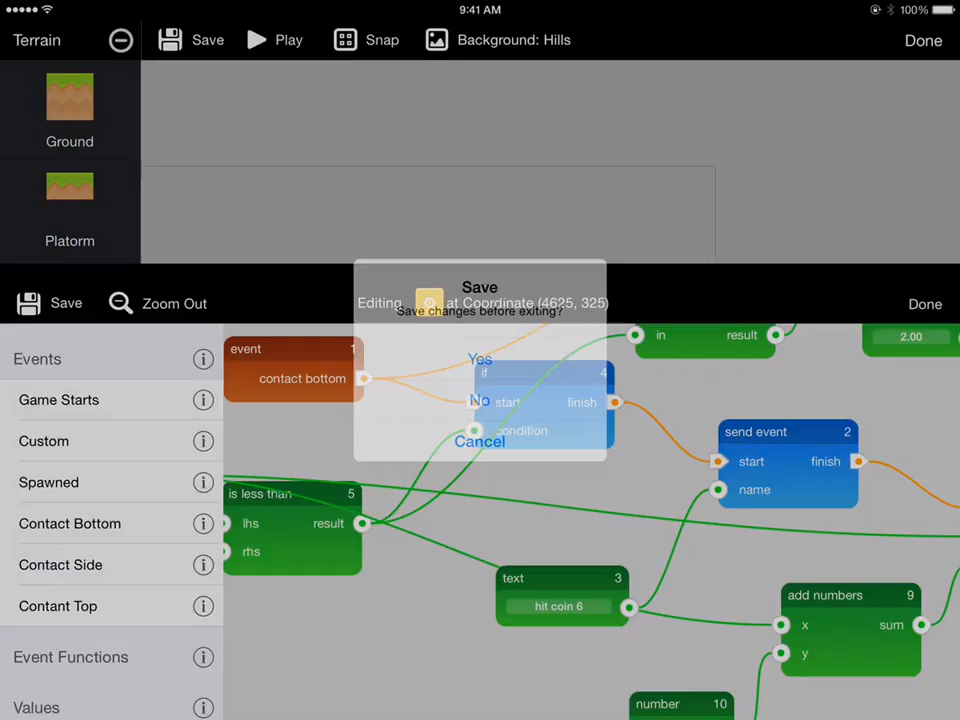 9:41 AM
100%
Terrain
Save
Play
Snap
Background: Hills
Done
Ground
Platorm
Save
Zoom Out
Editing
at Coordinate (4625, 325)
Done
Save
Save changes before exiting?
Yes
No
Cancel
Events
Game Starts
Custom
Spawned
Contact Bottom
Contact Side
Contant Top
Event Functions
Values
event 1
contact bottom
if 4
start finish
condition
in result
2.00
send event 2
start finish
name
is less than 5
lhs result
rhs
text 3
hit coin 6
add numbers 9
x sum
y
number 10